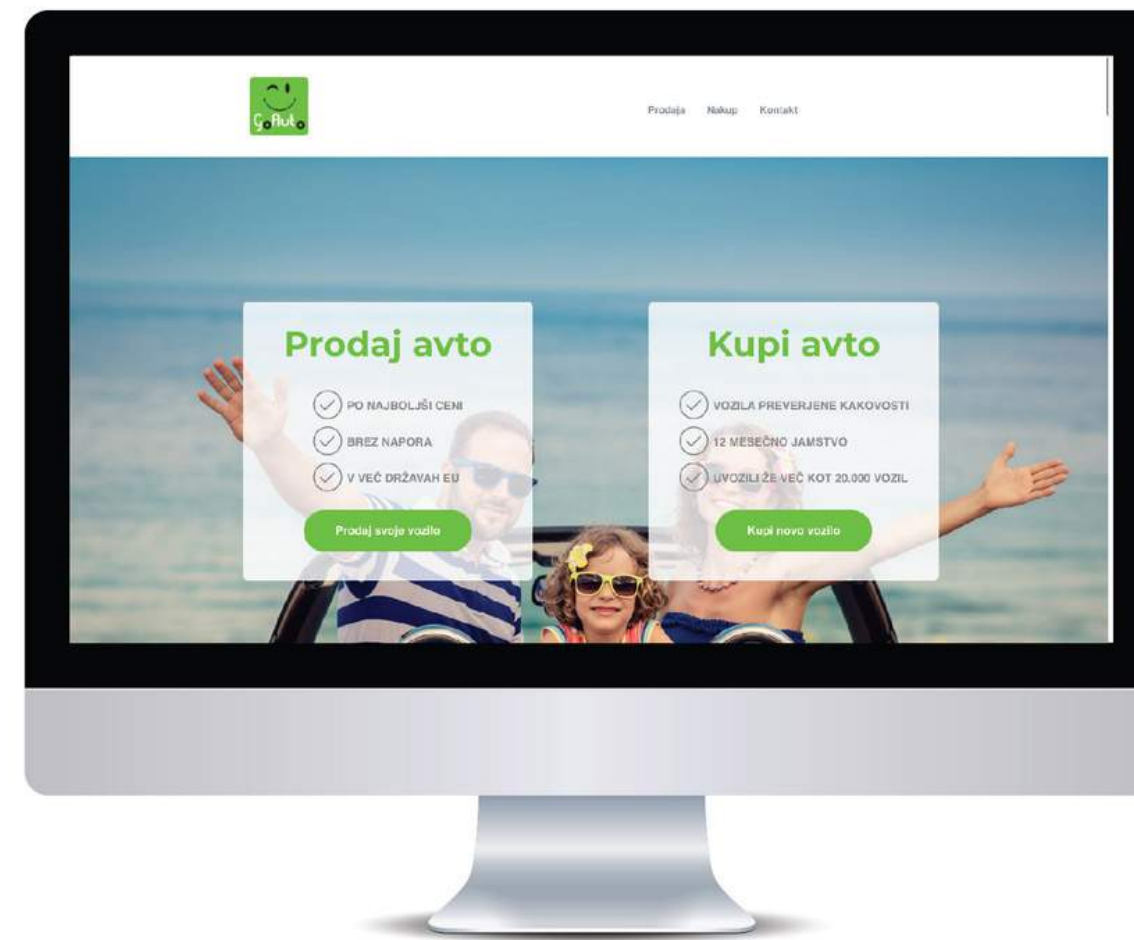 GoAuto
Prodaja Nakup Kontakt
Prodaj avto
PO NAJBOLJŠI CENI
BREZ NAPORA
V VEČ DRŽAVAH EU
Prodaj svoje vozilo
Kupi avto
VOZILA PREVERJENE KAKOVOSTI
12 MESEČNO JAMSTVO
UVOZILI ŽE VEČ KOT 20.000 VOZIL
Kupi novo vozilo